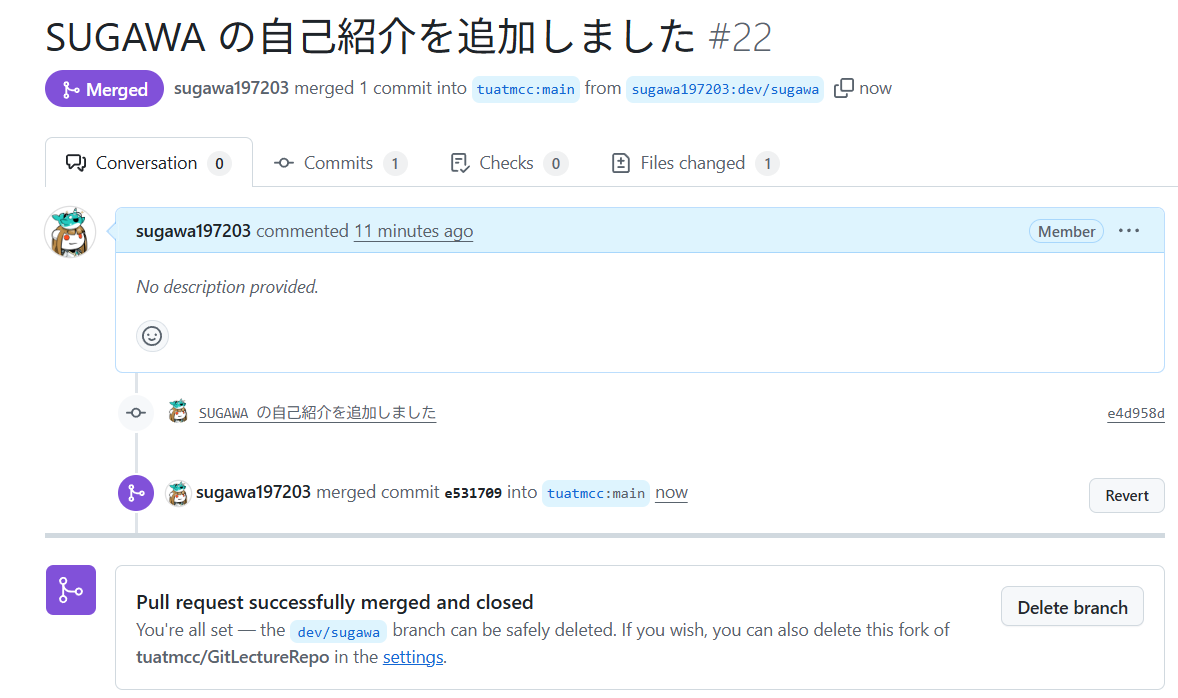 SUGAWA の自己紹介を追加しました #22
Merged sugawa197203 merged 1 commit into tuatmcc:main from sugawa197203:dev/sugawa now
Conversation 0 Commits 1 Checks 0 Files changed 1
sugawa197203 commented 11 minutes ago Member
No description provided.
SUGAWA の自己紹介を追加しました e4d958d
sugawa197203 merged commit e531709 into tuatmcc:main now Revert
Pull request successfully merged and closed
You're all set — the dev/sugawa branch can be safely deleted. If you wish, you can also delete this fork of
tuatmcc/GitLectureRepo in the settings.
Delete branch